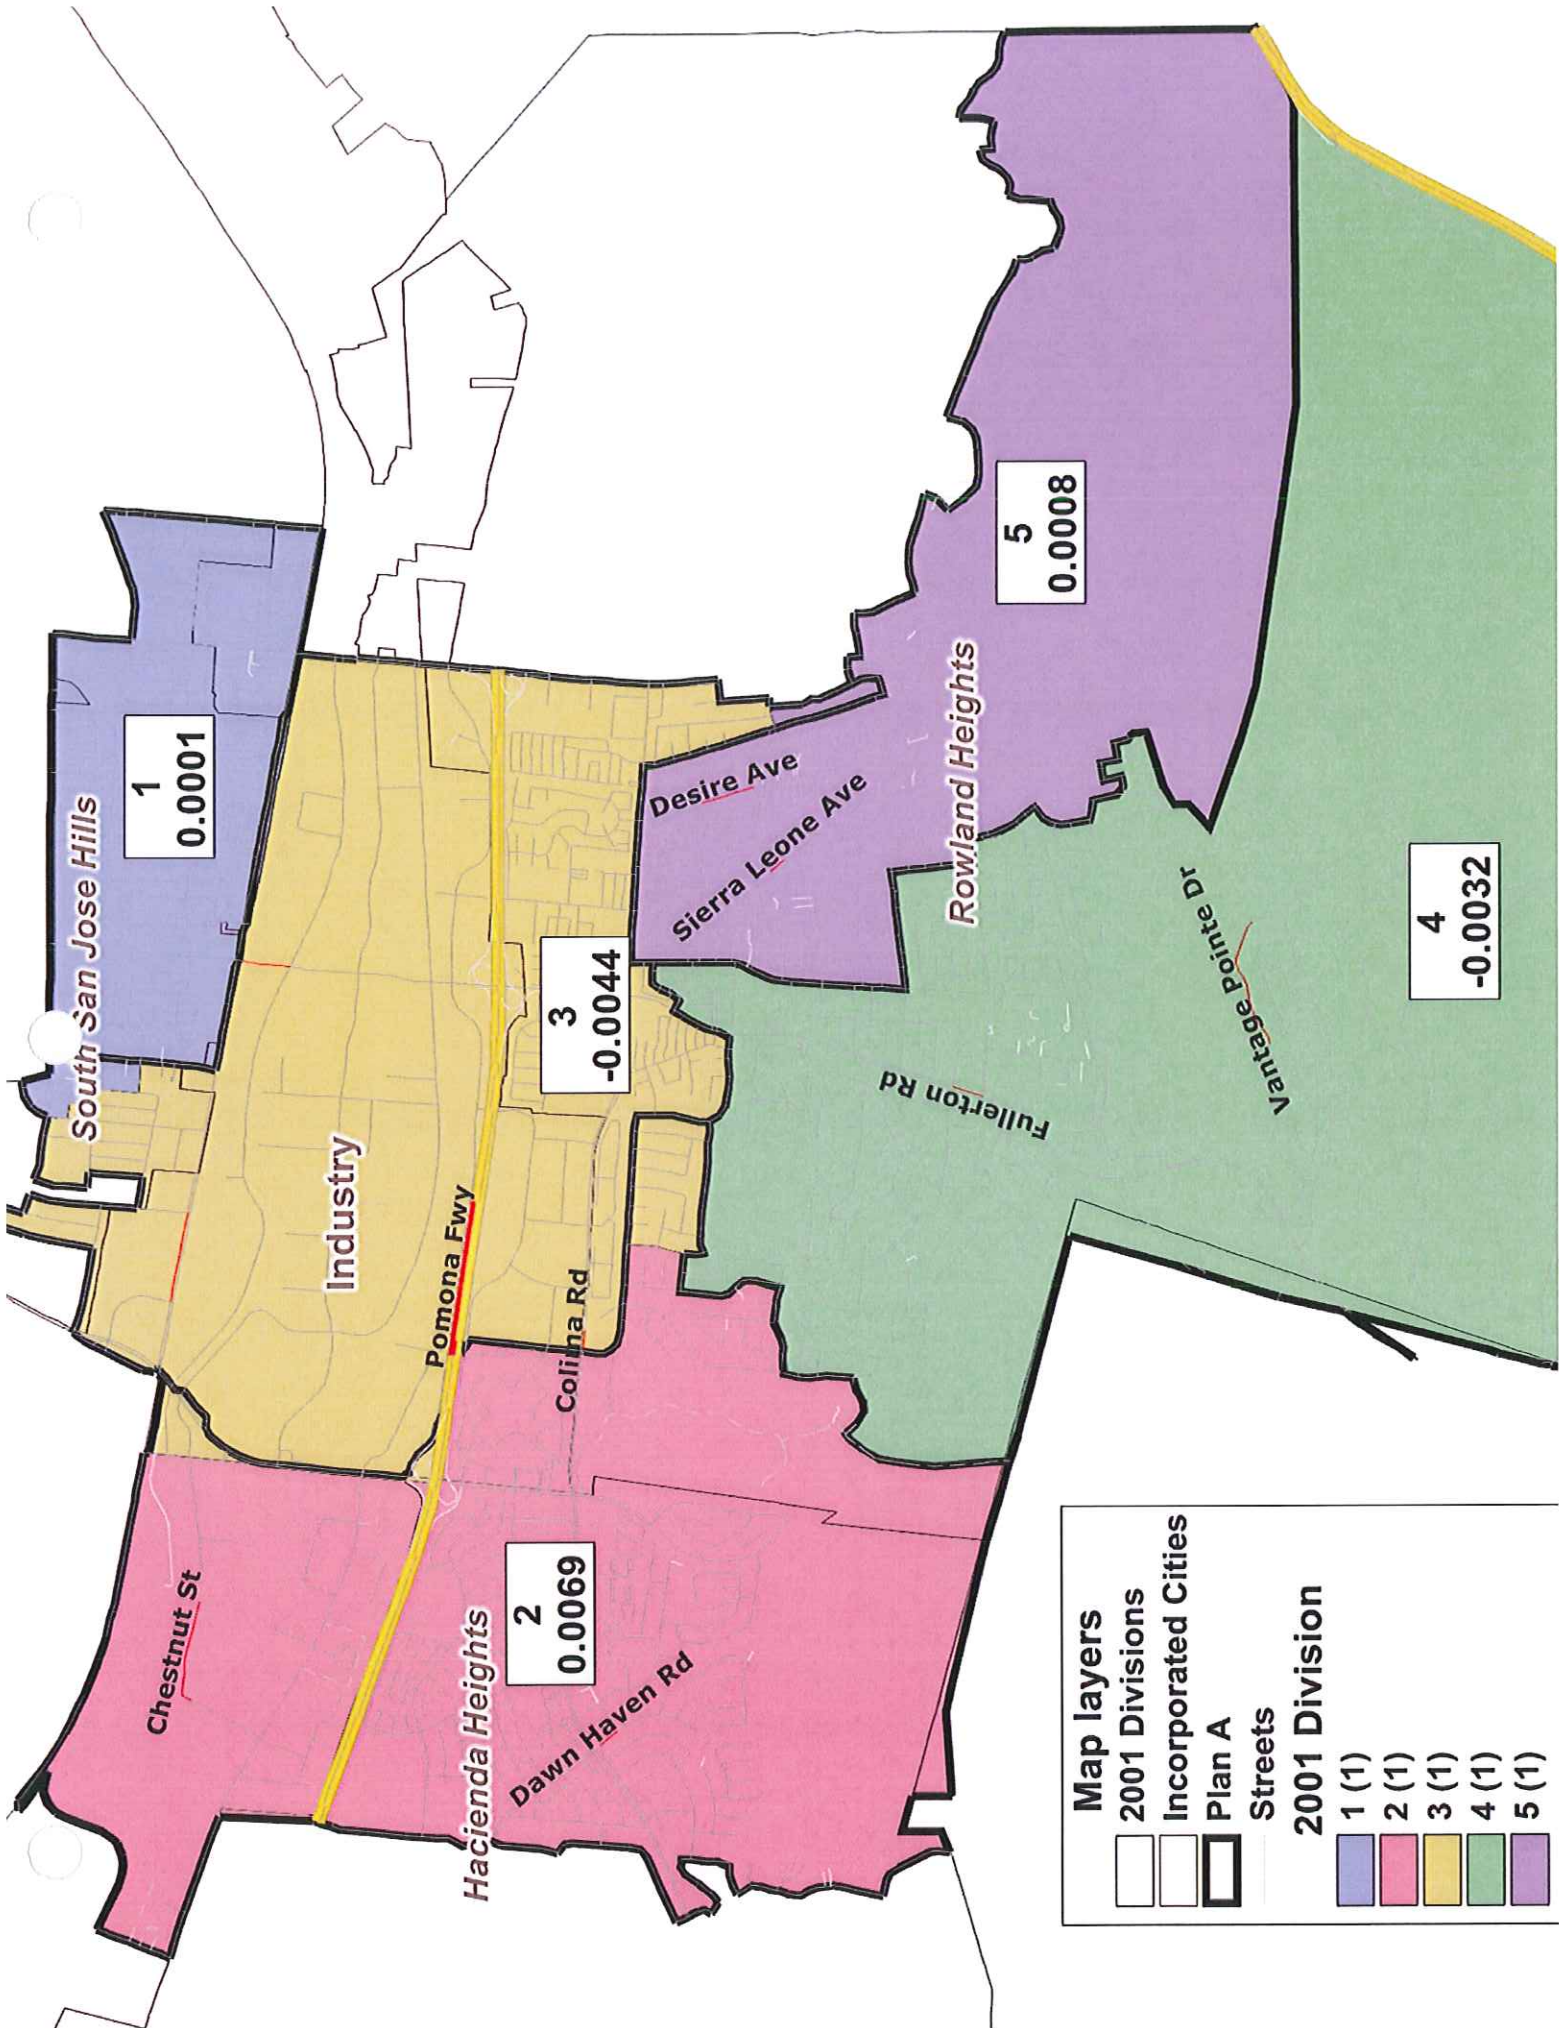 South San Jose Hills
1
0.0001
Industry
Pomona Fwy
Colima Rd
3
-0.0044
Desire Ave
Sierra Leone Ave
Rowland Heights
5
0.0008
Chestnut St
Hacienda Heights
2
0.0069
Dawn Haven Rd
Fullerton Rd
Vantage Pointe Dr
4
-0.0032
Map layers
2001 Divisions
Incorporated Cities
Plan A
Streets
2001 Division
1 (1)
2 (1)
3 (1)
4 (1)
5 (1)